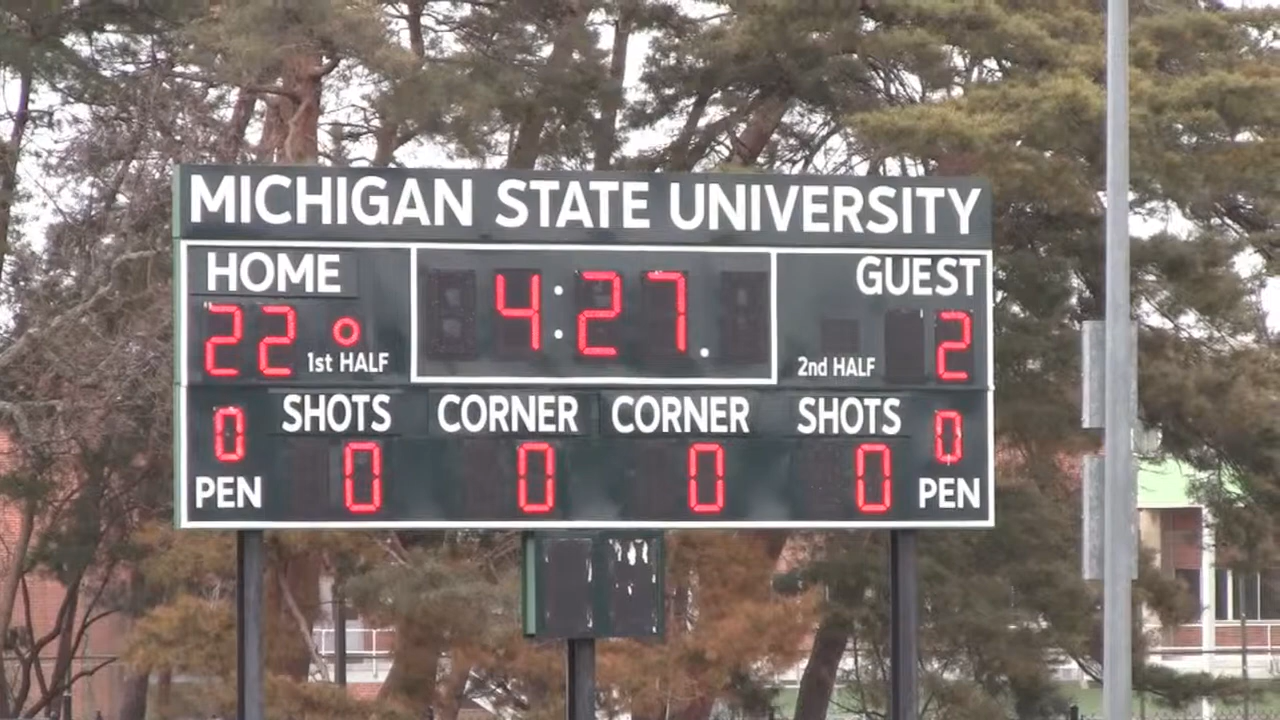 MICHIGAN STATE UNIVERSITY
HOME 4:27. GUEST
22 1st HALF 2nd HALF 2
0 SHOTS CORNER CORNER SHOTS 0
PEN 0 0 0 0 PEN